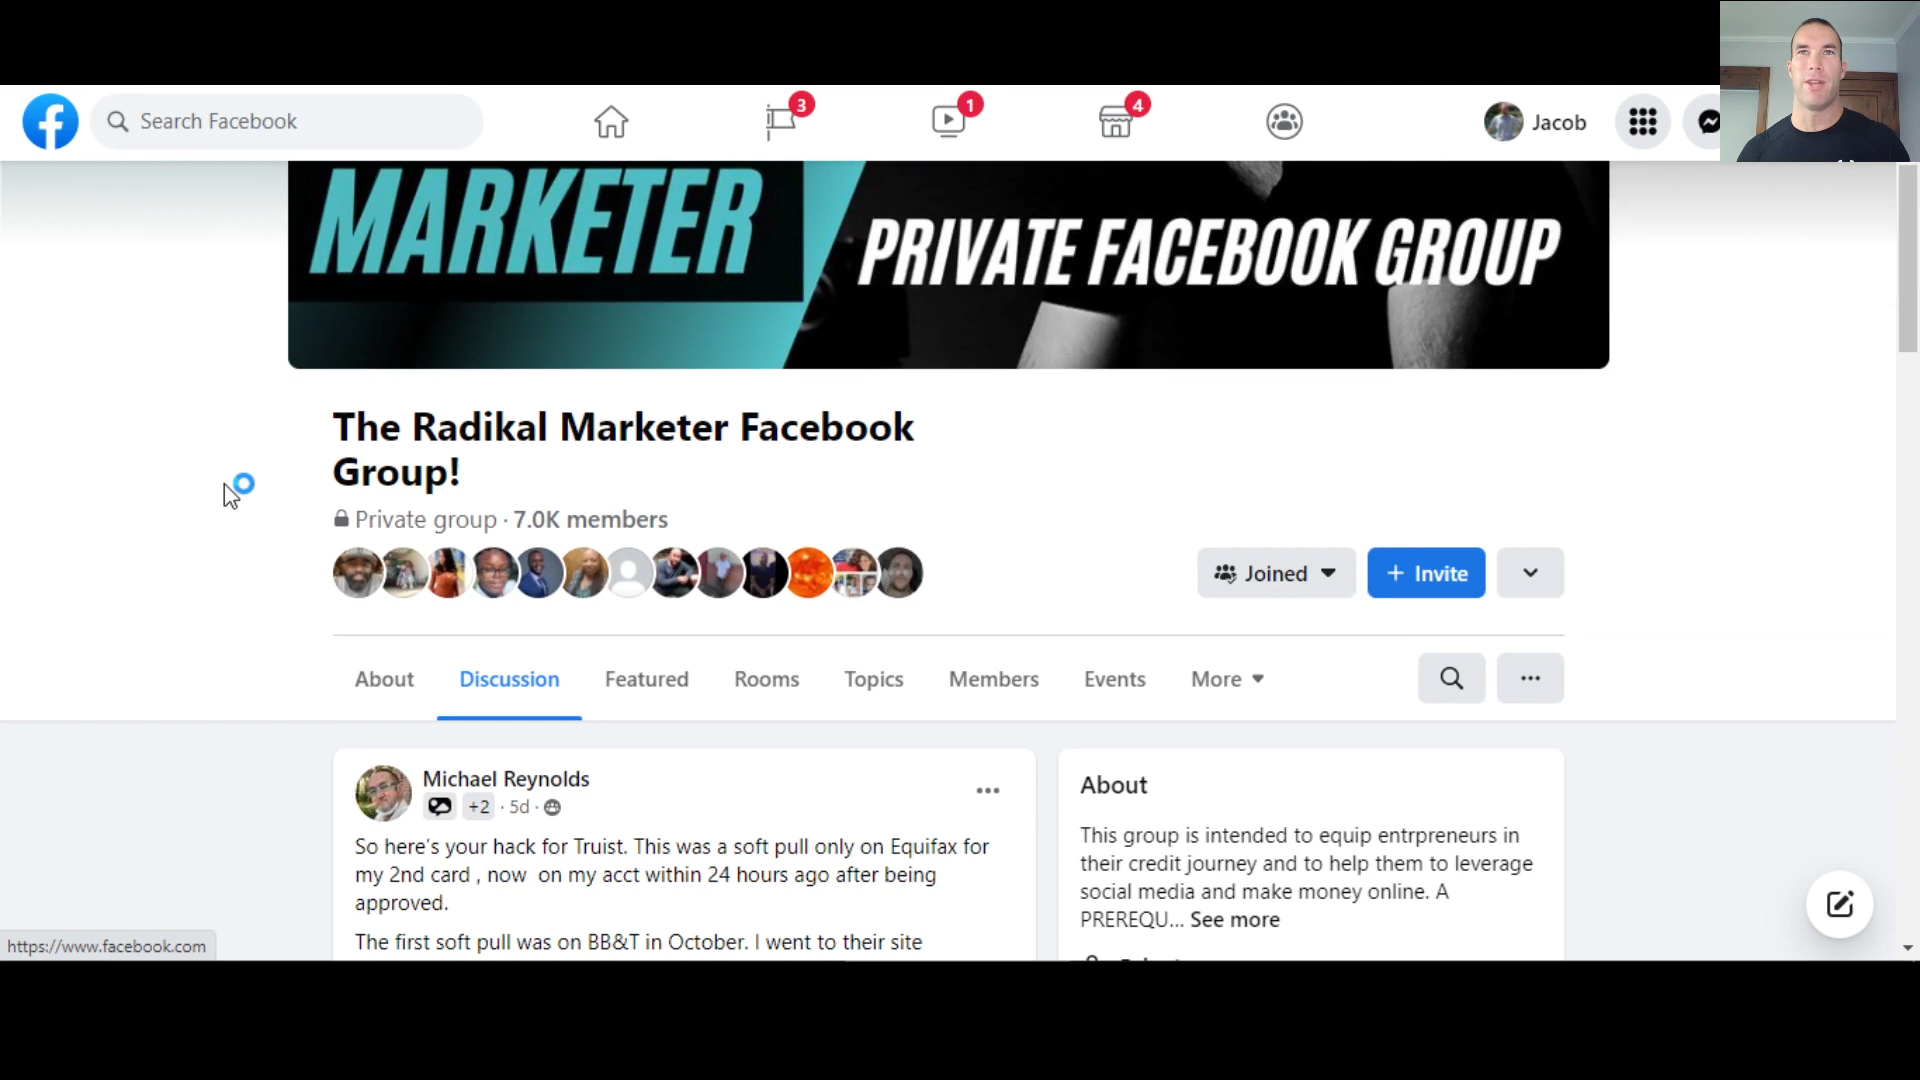 Search Facebook
3
1
4
Jacob
MARKETER
PRIVATE FACEBOOK GROUP
The Radikal Marketer Facebook
Group!
Private group · 7.0K members
Joined
+ Invite
About
Discussion
Featured
Rooms
Topics
Members
Events
More
Michael Reynolds
+2 · 5d ·
So here's your hack for Truist. This was a soft pull only on Equifax for
my 2nd card , now on my acct within 24 hours ago after being
approved.
The first soft pull was on BB&T in October. I went to their site
About
This group is intended to equip entrpreneurs in
their credit journey and to help them to leverage
social media and make money online. A
PREREQU... See more
https://www.facebook.com